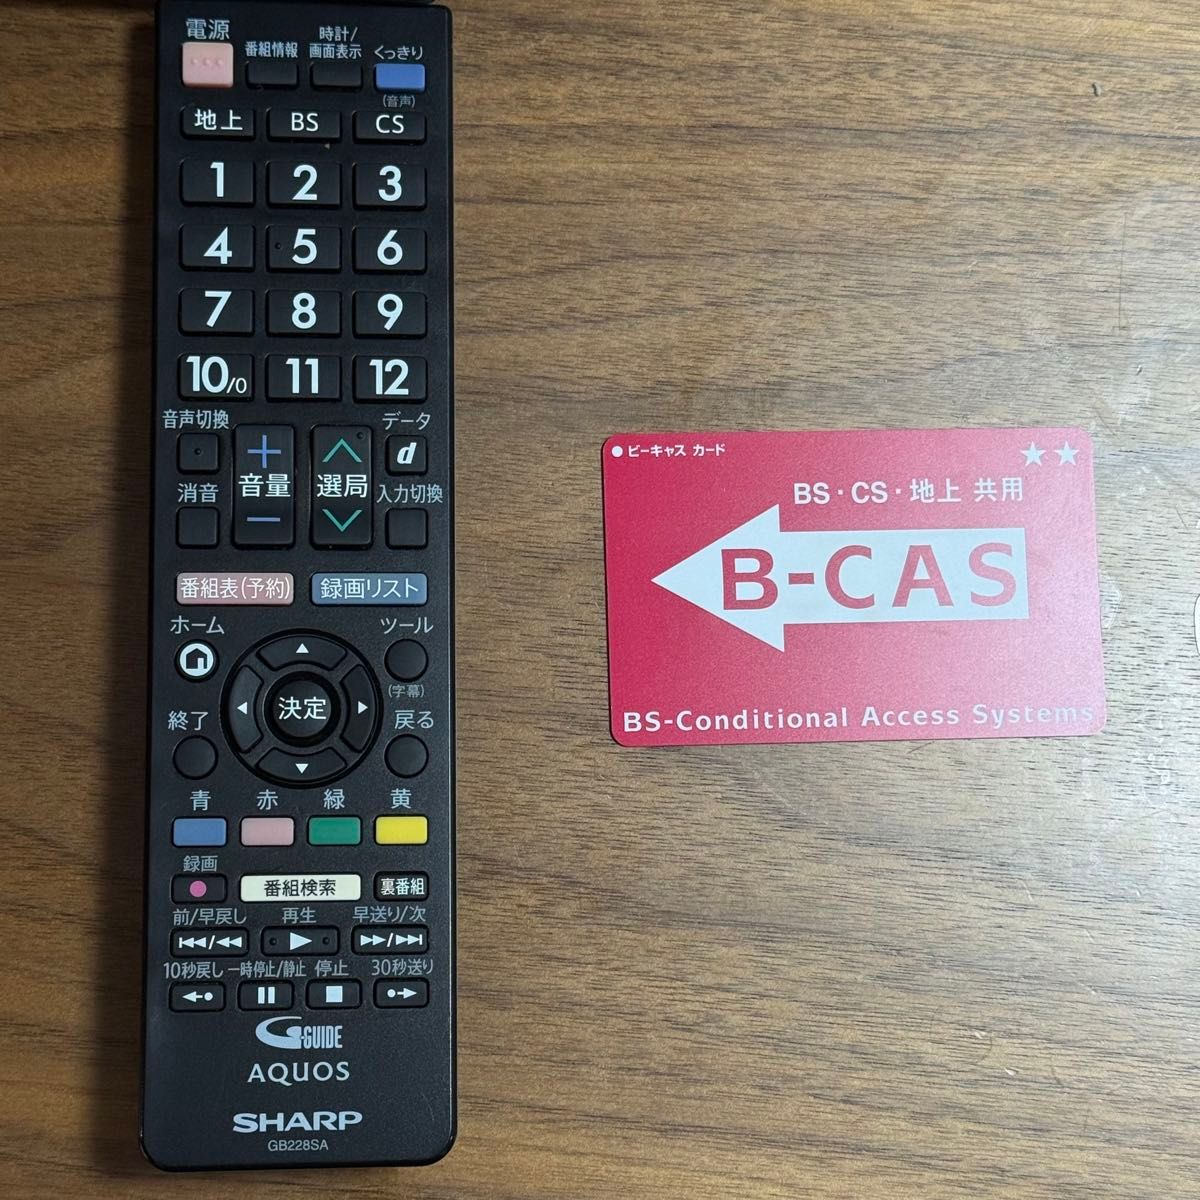 電源
番組情報
時計/
画面表示
くっきり
(音声)
地上 BS CS
1 2 3
4 5 6
7 8 9
10/0 11 12
音声切換
データ
+
音量
−
選局
d
消音
入力切換
番組表(予約) 録画リスト
ホーム
ツール
(字幕)
決定
終了
戻る
青 赤 緑 黄
録画
番組検索
裏番組
前/早戻し 再生 早送り/次
10秒戻し 一時停止/静止 停止 30秒送り
G-GUIDE
AQUOS
SHARP
GB228SA
ビーキャス カード
★★
BS・CS・地上 共用
B-CAS
BS-Conditional Access Systems